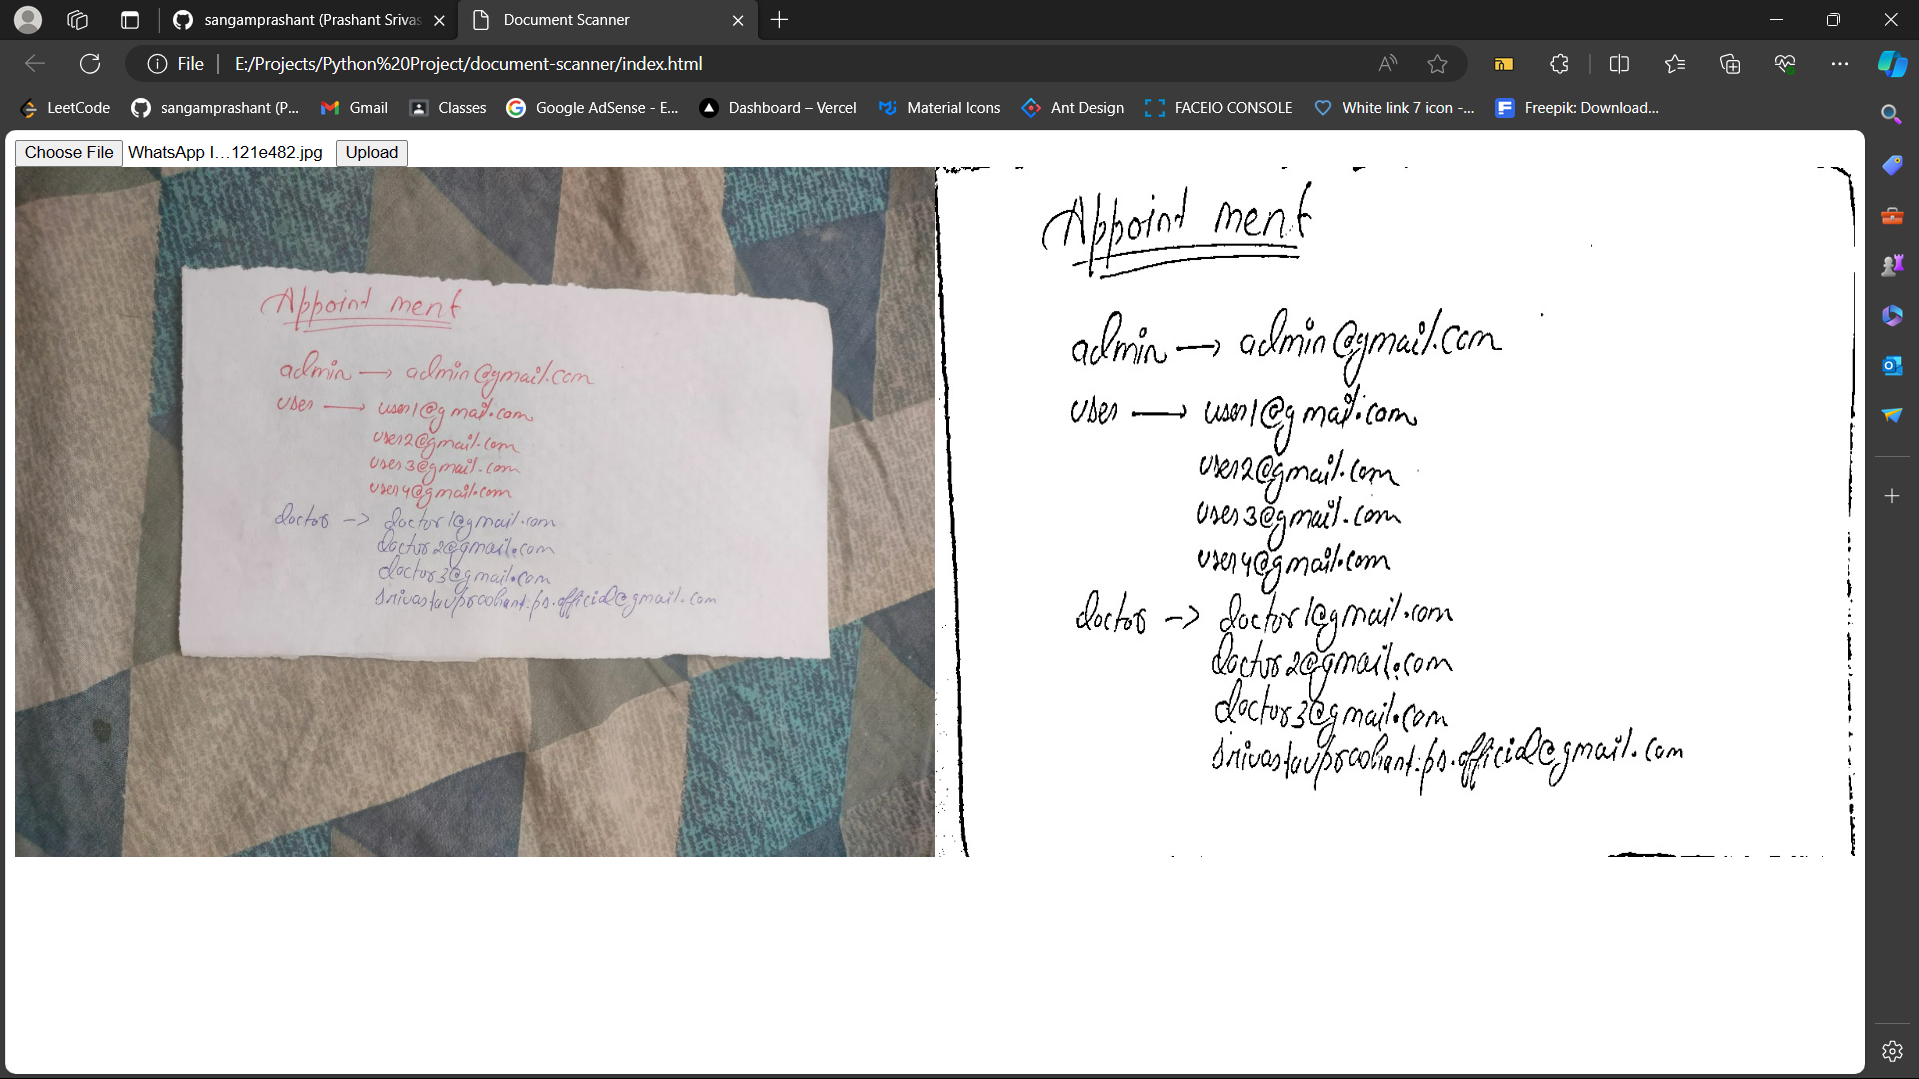 sangamprashant (Prashant Srivas
Document Scanner
File
E:/Projects/Python%20Project/document-scanner/index.html
LeetCode
sangamprashant (P...
Gmail
Classes
Google AdSense - E...
Dashboard – Vercel
Material Icons
Ant Design
FACEIO CONSOLE
White link 7 icon -...
Freepik: Download...
Choose File WhatsApp I...121e482.jpg Upload
Appoint ment
admin → admin@gmail.com
user → user1@gmail.com
user2@gmail.com
user3@gmail.com
user4@gmail.com
doctor -> doctor1@gmail.com
doctor2@gmail.com
doctor3@gmail.com
srivastavprashant.ps.official@gmail.com
Appoint ment
admin → admin@gmail.com
user → user1@gmail.com
user2@gmail.com
user3@gmail.com
user4@gmail.com
doctor -> doctor1@gmail.com
doctor2@gmail.com
doctor3@gmail.com
srivastavprashant.ps.official@gmail.com